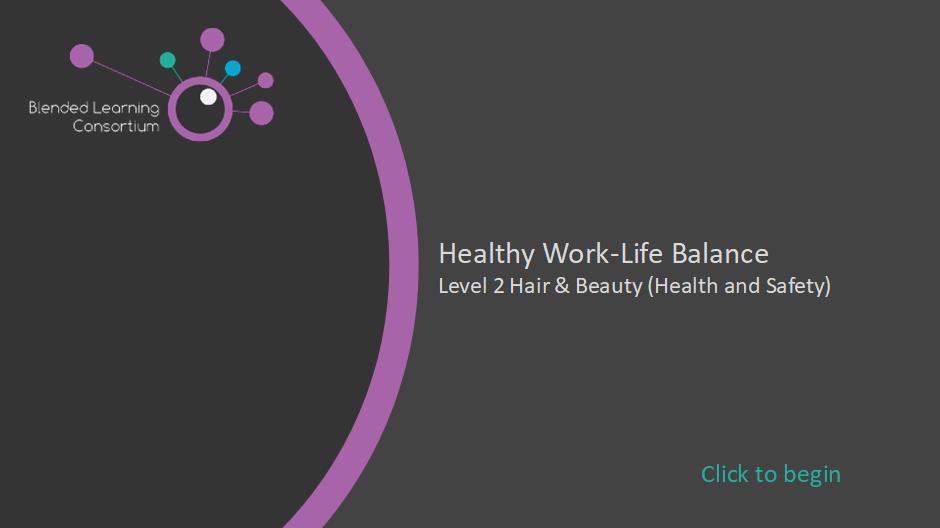 Blended Learning
Consortium
Healthy Work-Life Balance
Level 2 Hair & Beauty (Health and Safety)
Click to begin